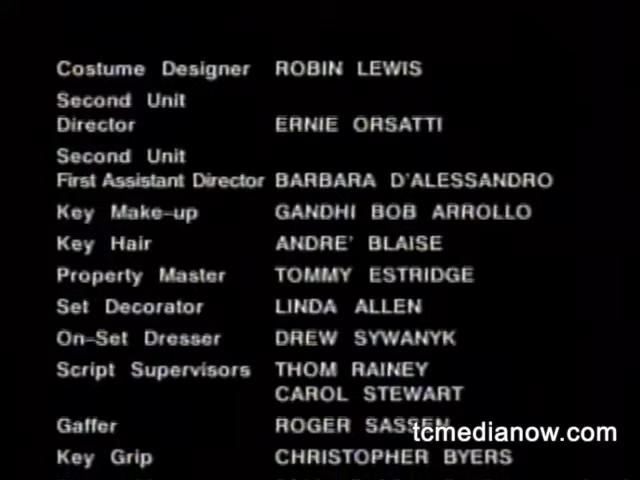 Costume Designer ROBIN LEWIS
Second Unit
Director ERNIE ORSATTI
Second Unit
First Assistant Director BARBARA D'ALESSANDRO
Key Make-up GANDHI BOB ARROLLO
Key Hair ANDRE' BLAISE
Property Master TOMMY ESTRIDGE
Set Decorator LINDA ALLEN
On-Set Dresser DREW SYWANYK
Script Supervisors THOM RAINEY
CAROL STEWART
Gaffer ROGER SASSEN
tcmedianow.com
Key Grip CHRISTOPHER BYERS